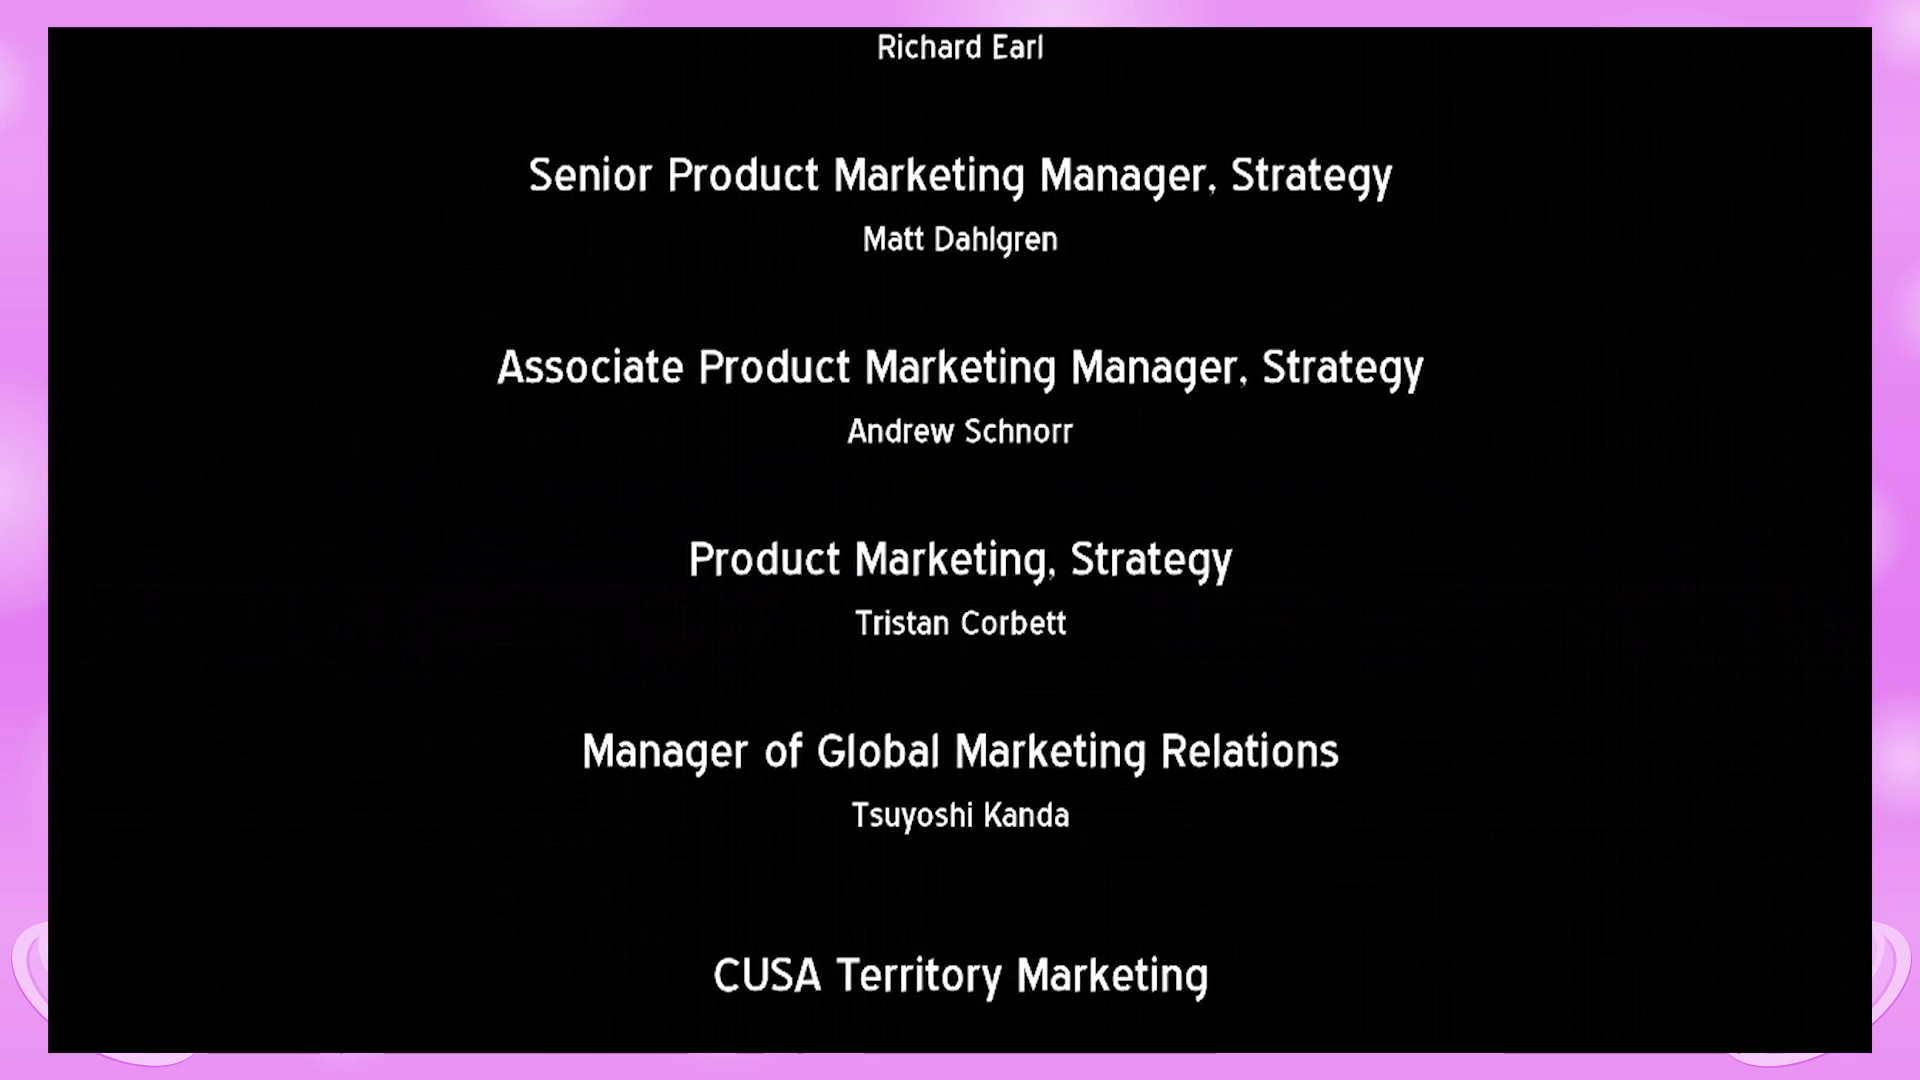 Richard Earl
Senior Product Marketing Manager, Strategy
Matt Dahlgren
Associate Product Marketing Manager, Strategy
Andrew Schnorr
Product Marketing, Strategy
Tristan Corbett
Manager of Global Marketing Relations
Tsuyoshi Kanda
CUSA Territory Marketing